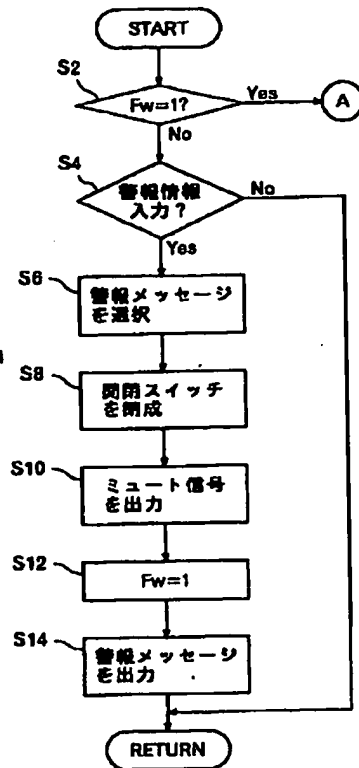 START
S2
Fw=1?
Yes
A
No
S4
警報情報
入力？
No
Yes
S6
警報メッセージ
を選択
S8
開閉スイッチ
を閉成
S10
ミュート信号
を出力
S12
Fw=1
S14
警報メッセージ
を出力
RETURN